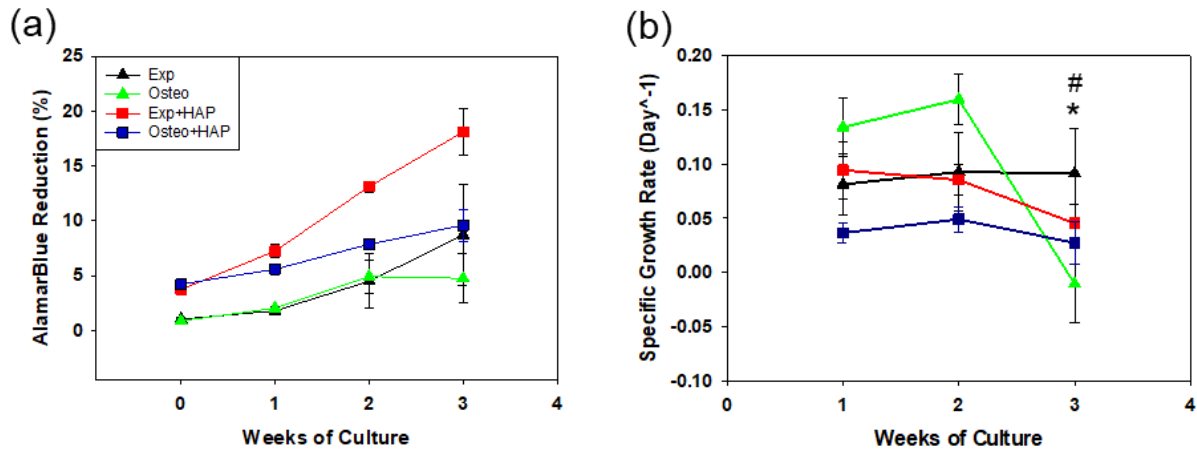 (a)
AlamarBlue Reduction (%)
25
20
15
10
5
0
Exp
Osteo
Exp+HAP
Osteo+HAP
0 1 2 3 4
Weeks of Culture
(b)
Specific Growth Rate (Day^-1)
0.20
0.15
0.10
0.05
0.00
-0.05
-0.10
#
*
0 1 2 3 4
Weeks of Culture